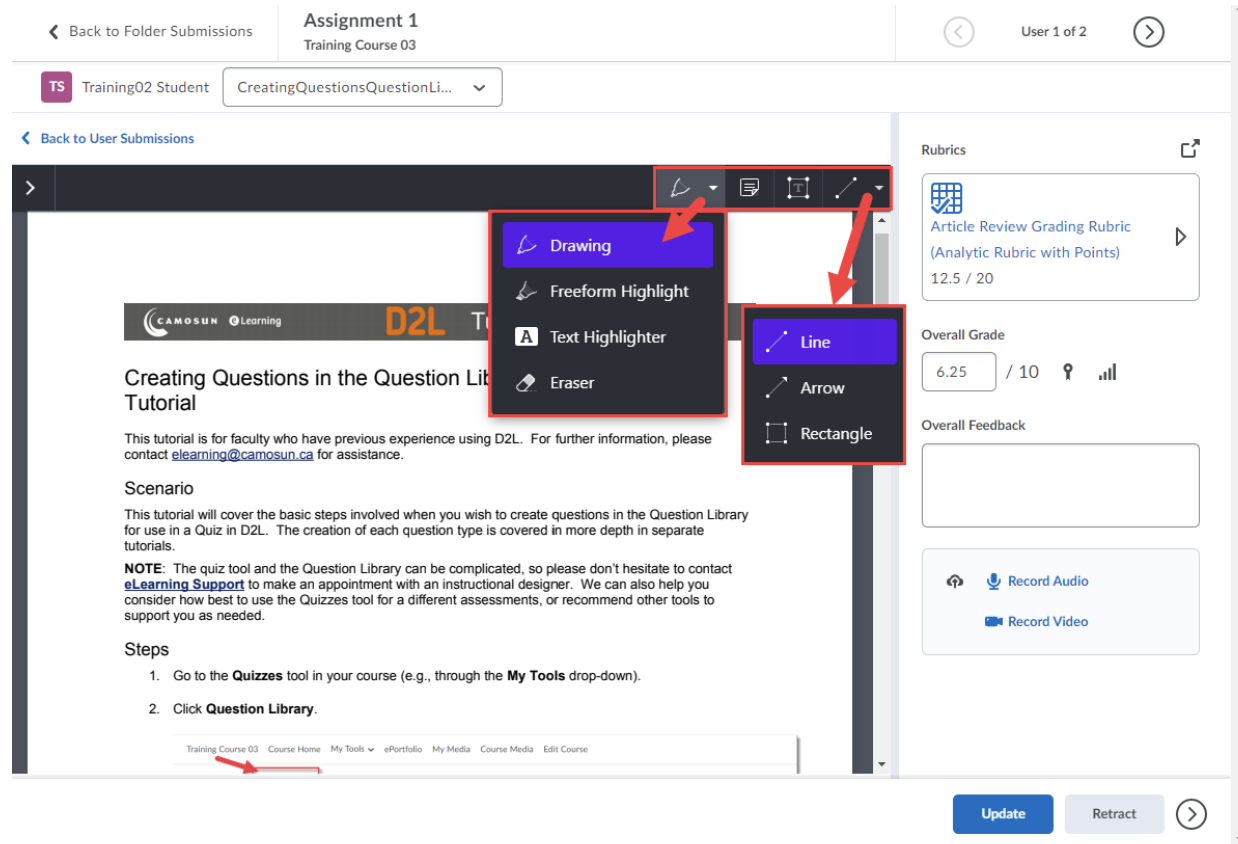 Back to Folder Submissions
Assignment 1
Training Course 03
User 1 of 2
TS Training02 Student
CreatingQuestionsQuestionLi...
Back to User Submissions
Drawing
Freeform Highlight
A Text Highlighter
Eraser
Line
Arrow
Rectangle
CAMOSUN eLearning
D2L
Creating Questions in the Question
Tutorial
This tutorial is for faculty who have previous experience using D2L. For further information, please
contact elearning@camosun.ca for assistance.
Scenario
This tutorial will cover the basic steps involved when you wish to create questions in the Question Library
for use in a Quiz in D2L. The creation of each question type is covered in more depth in separate
tutorials.
NOTE: The quiz tool and the Question Library can be complicated, so please don't hesitate to contact
eLearning Support to make an appointment with an instructional designer. We can also help you
consider how best to use the Quizzes tool for a different assessments, or recommend other tools to
support you as needed.
Steps
1. Go to the Quizzes tool in your course (e.g., through the My Tools drop-down).
2. Click Question Library.
Training Course 03 Course Home My Tools ePortfolio My Media Course Media Edit Course
Rubrics
Article Review Grading Rubric
(Analytic Rubric with Points)
12.5 / 20
Overall Grade
6.25 / 10
Overall Feedback
Record Audio
Record Video
Update
Retract